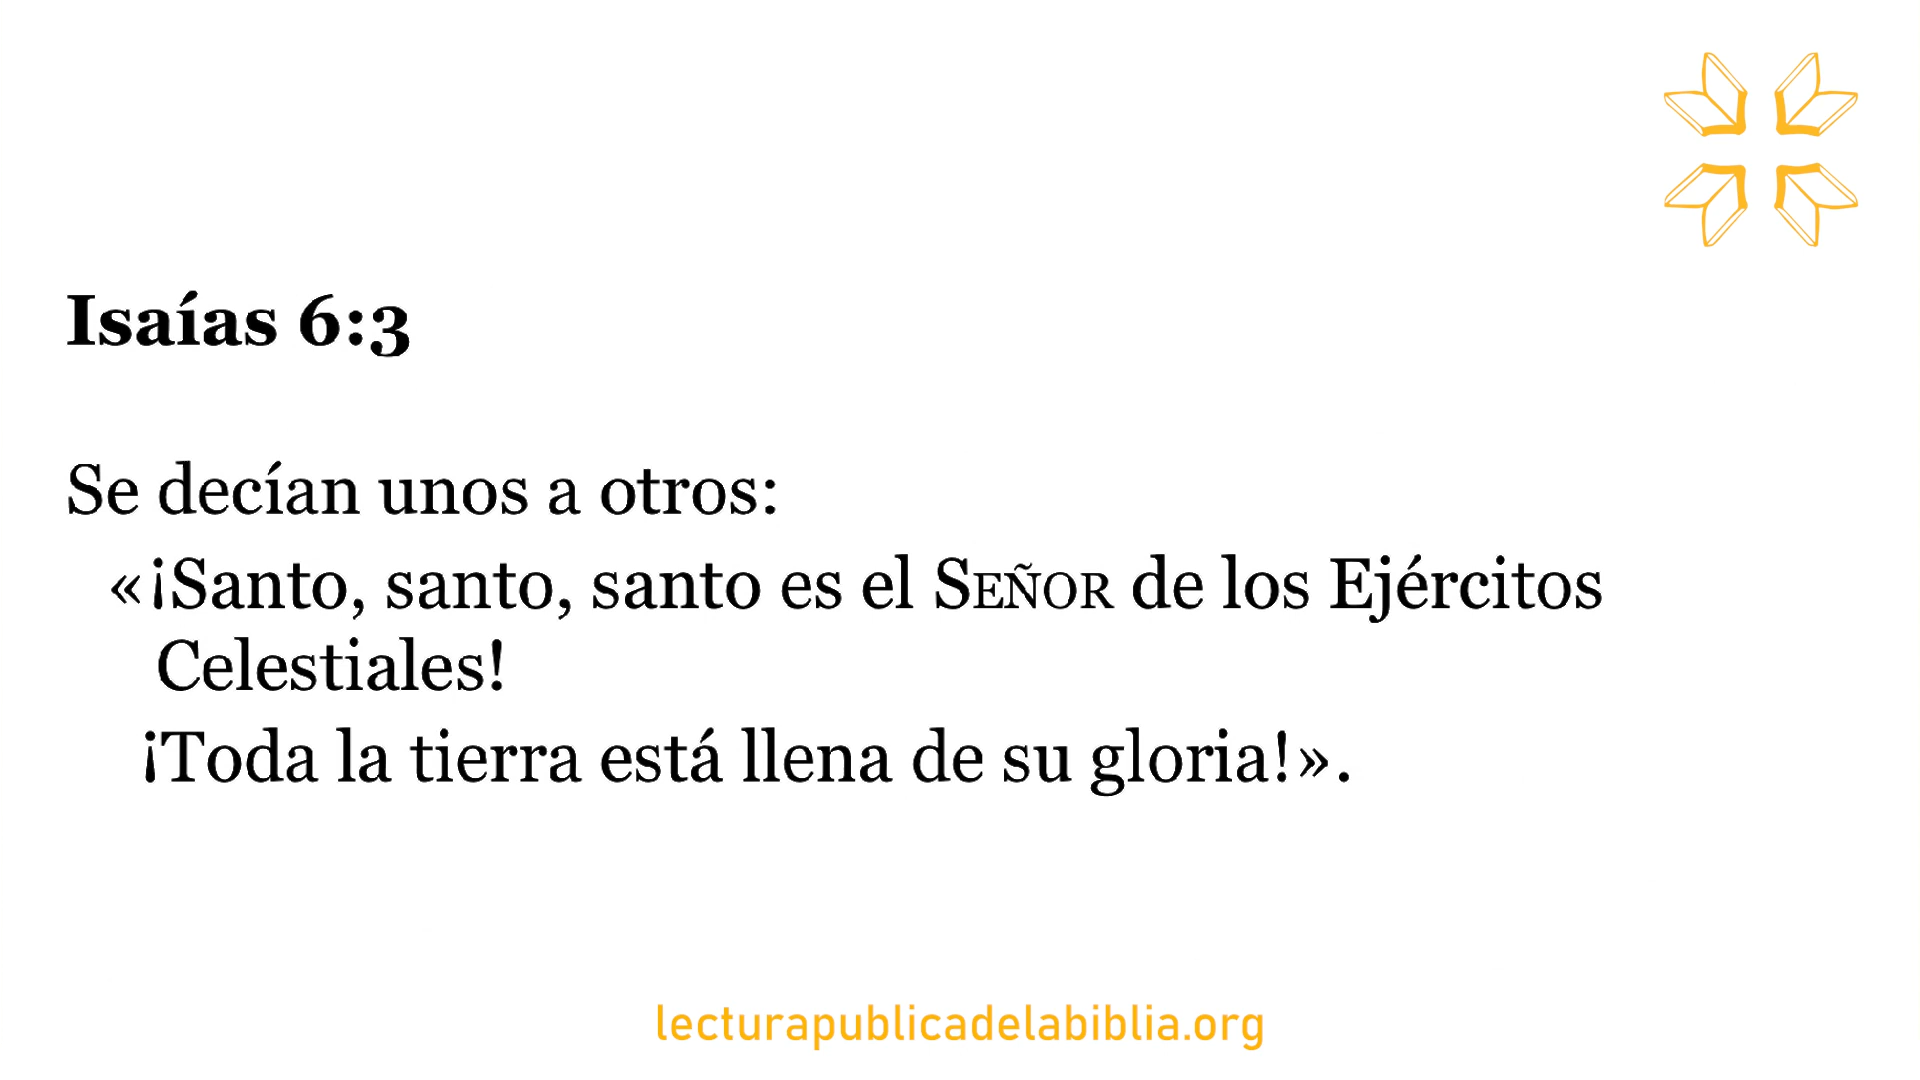 Isaías 6:3
Se decían unos a otros:
«¡Santo, santo, santo es el SEÑOR de los Ejércitos
Celestiales!
¡Toda la tierra está llena de su gloria!».
lecturapublicadelabiblia.org